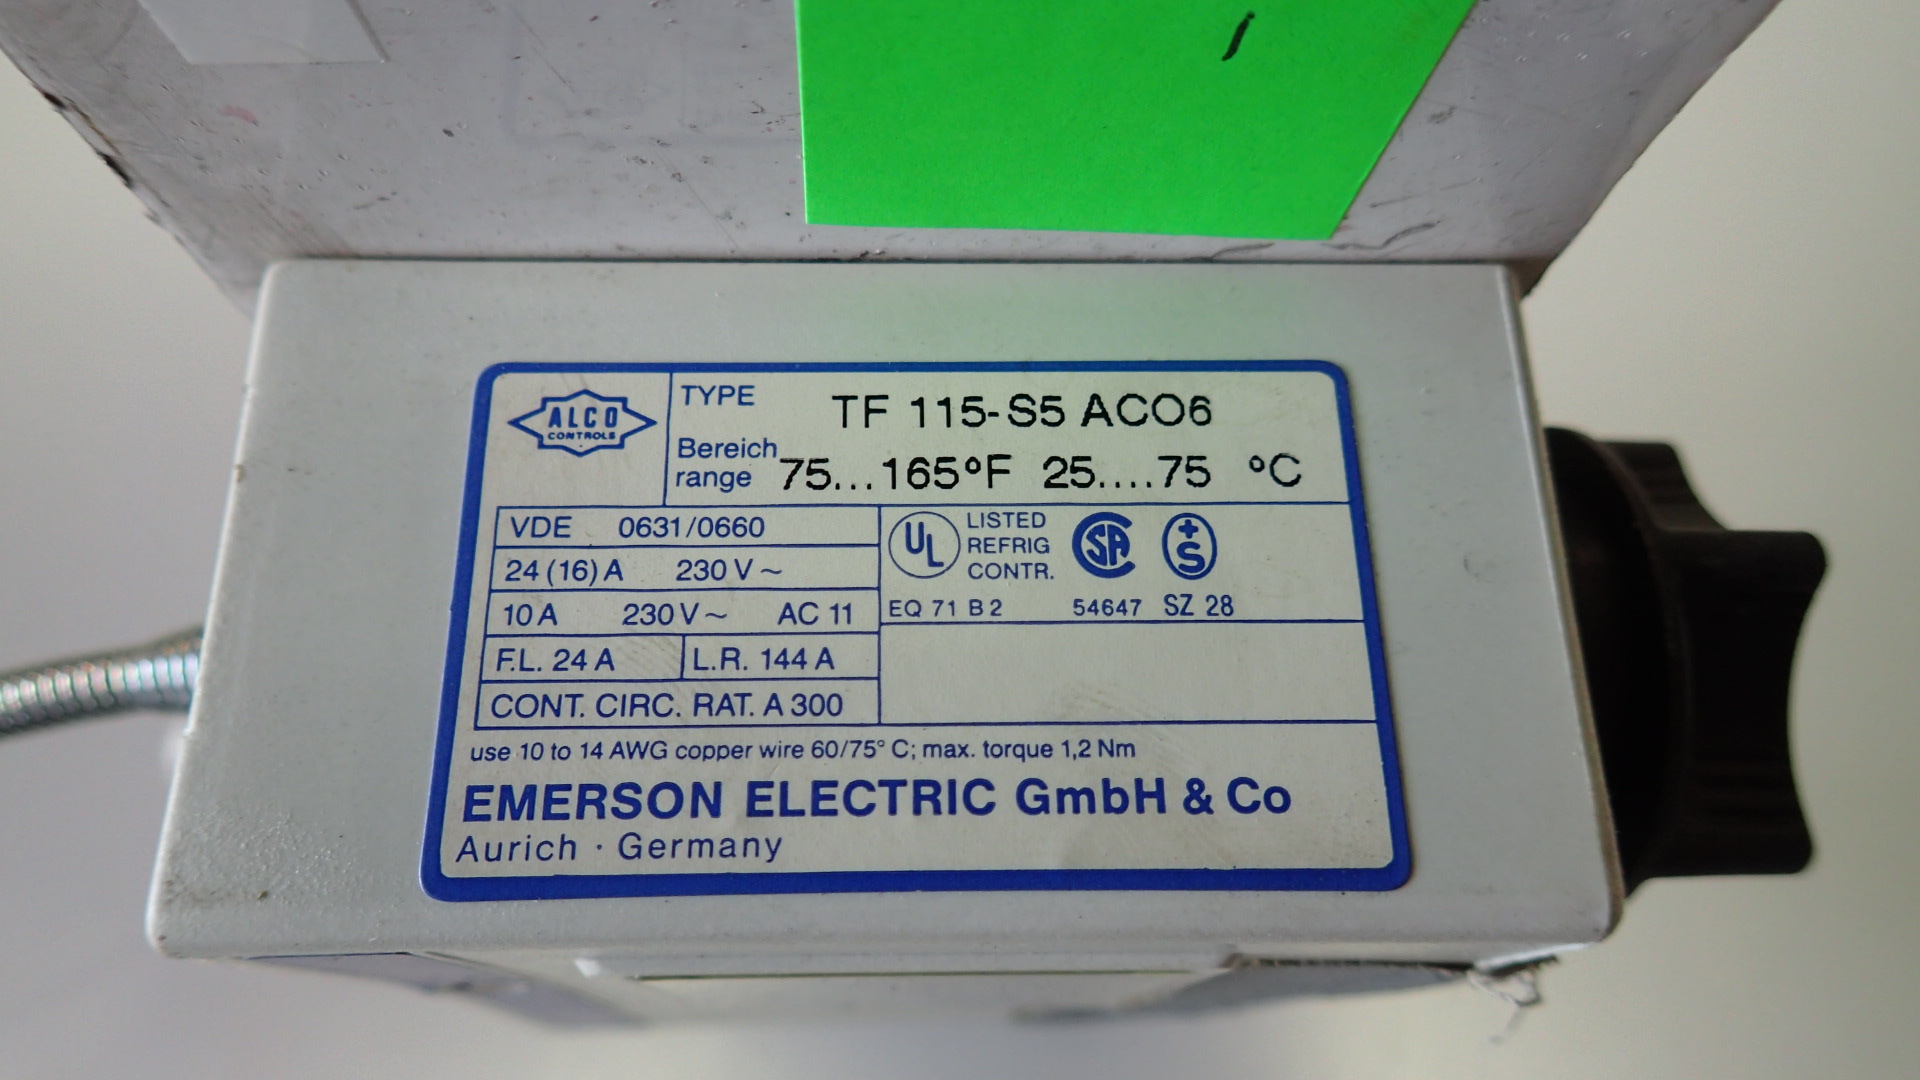 1
ALCO
CONTROLS
TYPE TF 115-S5 ACO6
Bereich
range 75...165°F 25....75 °C
VDE 0631/0660
24 (16) A 230 V ~
10 A 230 V ~ AC 11
F.L. 24 A L.R. 144 A
CONT. CIRC. RAT. A 300
UL LISTED
REFRIG
CONTR.
SA
+S
EQ 71 B 2 54647 SZ 28
use 10 to 14 AWG copper wire 60/75° C; max. torque 1,2 Nm
EMERSON ELECTRIC GmbH & Co
Aurich · Germany